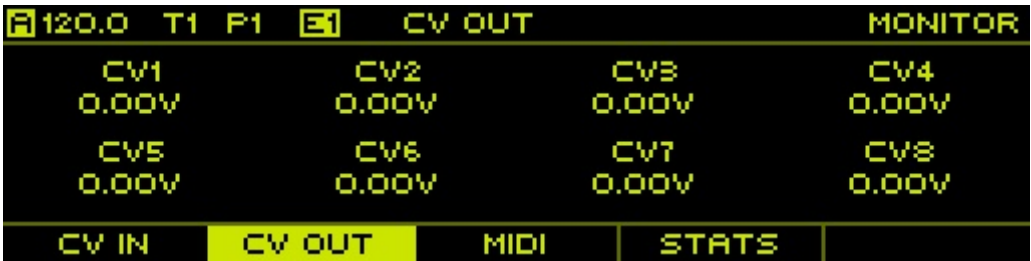 A 120.0 T1 P1 E1 CV OUT MONITOR
CV1 CV2 CV3 CV4
0.00V 0.00V 0.00V 0.00V
CV5 CV6 CV7 CV8
0.00V 0.00V 0.00V 0.00V
CV IN CV OUT MIDI STATS